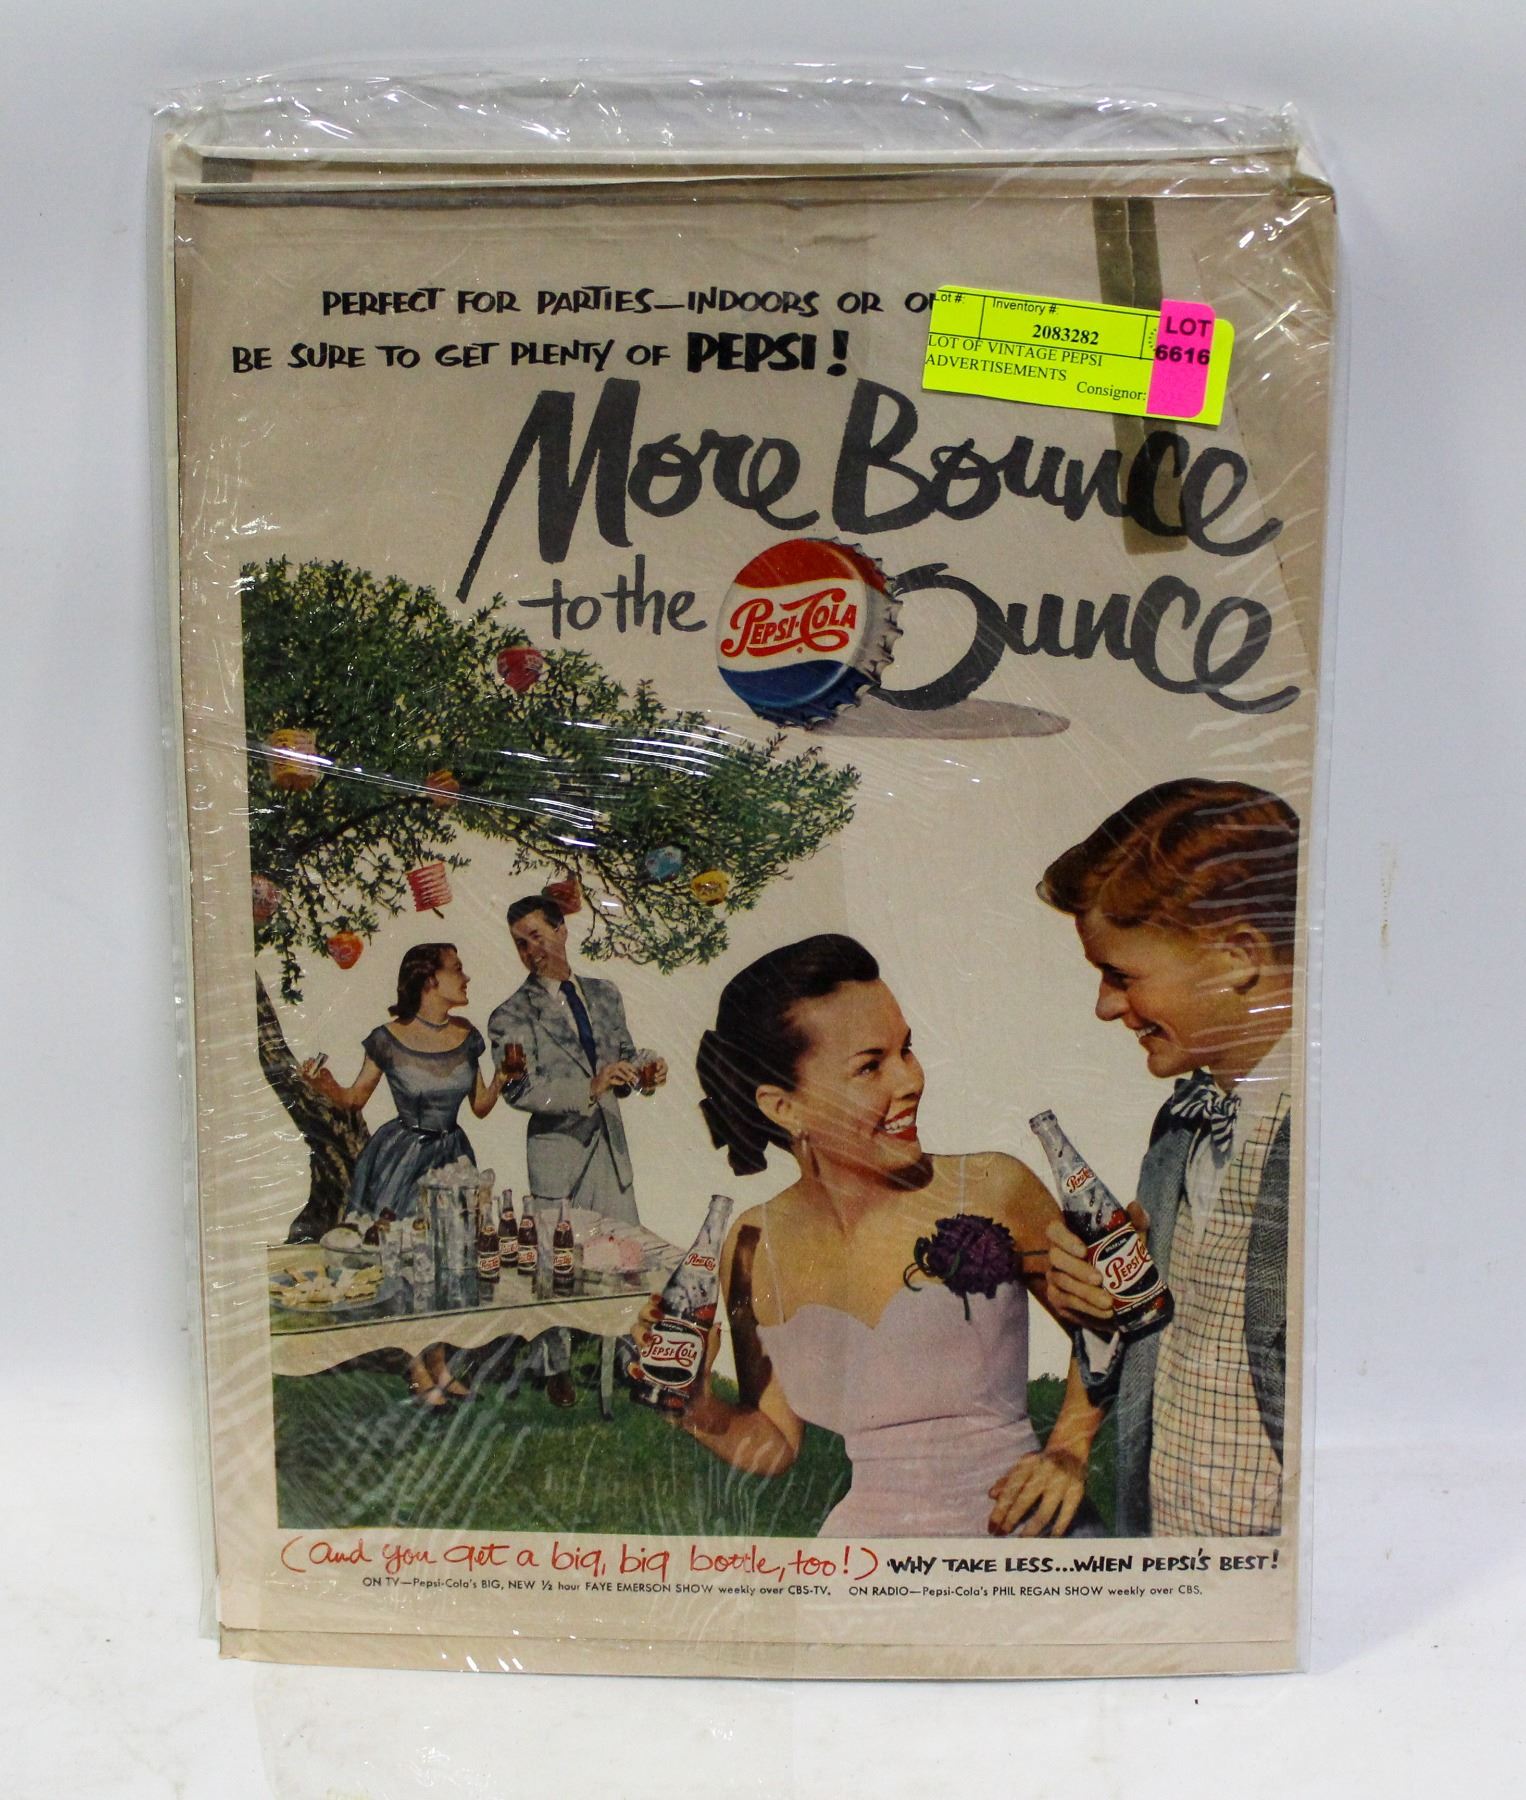 PERFECT FOR PARTIES—INDOORS OR
BE SURE TO GET PLENTY OF PEPSI!
Lot #:
Inventory #:
2083282
LOT OF VINTAGE PEPSI
ADVERTISEMENTS
Consignor:
LOT
6616
More Bounce
to the Ounce
PEPSI-COLA
PEPSI-COLA
(and you get a big, big bottle, too!) WHY TAKE LESS...WHEN PEPSI'S BEST!
ON TV—Pepsi-Cola's BIG, NEW ½ hour FAYE EMERSON SHOW weekly over CBS-TV. ON RADIO—Pepsi-Cola's PHIL REGAN SHOW weekly over CBS.